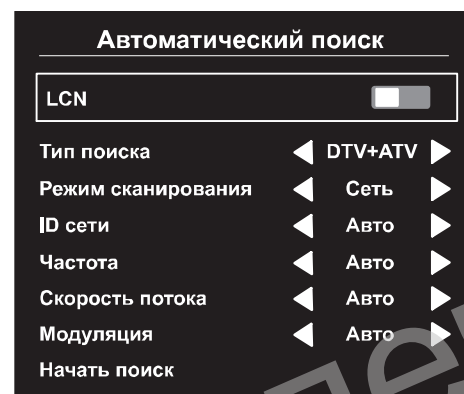 Автоматический поиск
LCN
Тип поиска DTV+ATV
Режим сканирования Сеть
ID сети Авто
Частота Авто
Скорость потока Авто
Модуляция Авто
Начать поиск